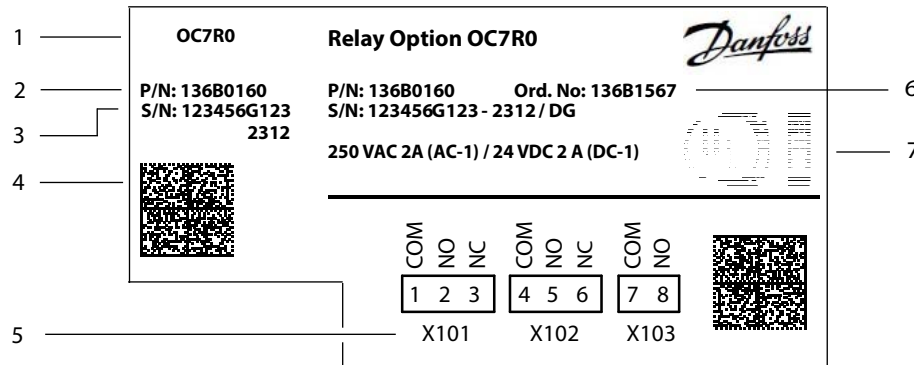 1
OC7R0
Relay Option OC7R0
Danfoss
2
P/N: 136B0160
P/N: 136B0160 Ord. No: 136B1567
6
3
S/N: 123456G123
S/N: 123456G123 - 2312 / DG
2312
4
250 VAC 2A (AC-1) / 24 VDC 2 A (DC-1)
7
COM NO NC COM NO NC COM NO
1 2 3 4 5 6 7 8
5
X101 X102 X103